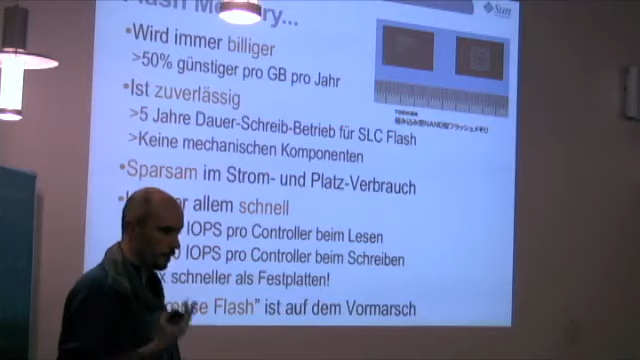 Flash Memory...
Sun
•Wird immer billiger
>50% günstiger pro GB pro Jahr
•Ist zuverlässig
>5 Jahre Dauer-Schreib-Betrieb für SLC Flash
>Keine mechanischen Komponenten
•Sparsam im Strom- und Platz-Verbrauch
allem schnell
IOPS pro Controller beim Lesen
IOPS pro Controller beim Schreiben
x schneller als Festplatten!
Flash" ist auf dem Vormarsch